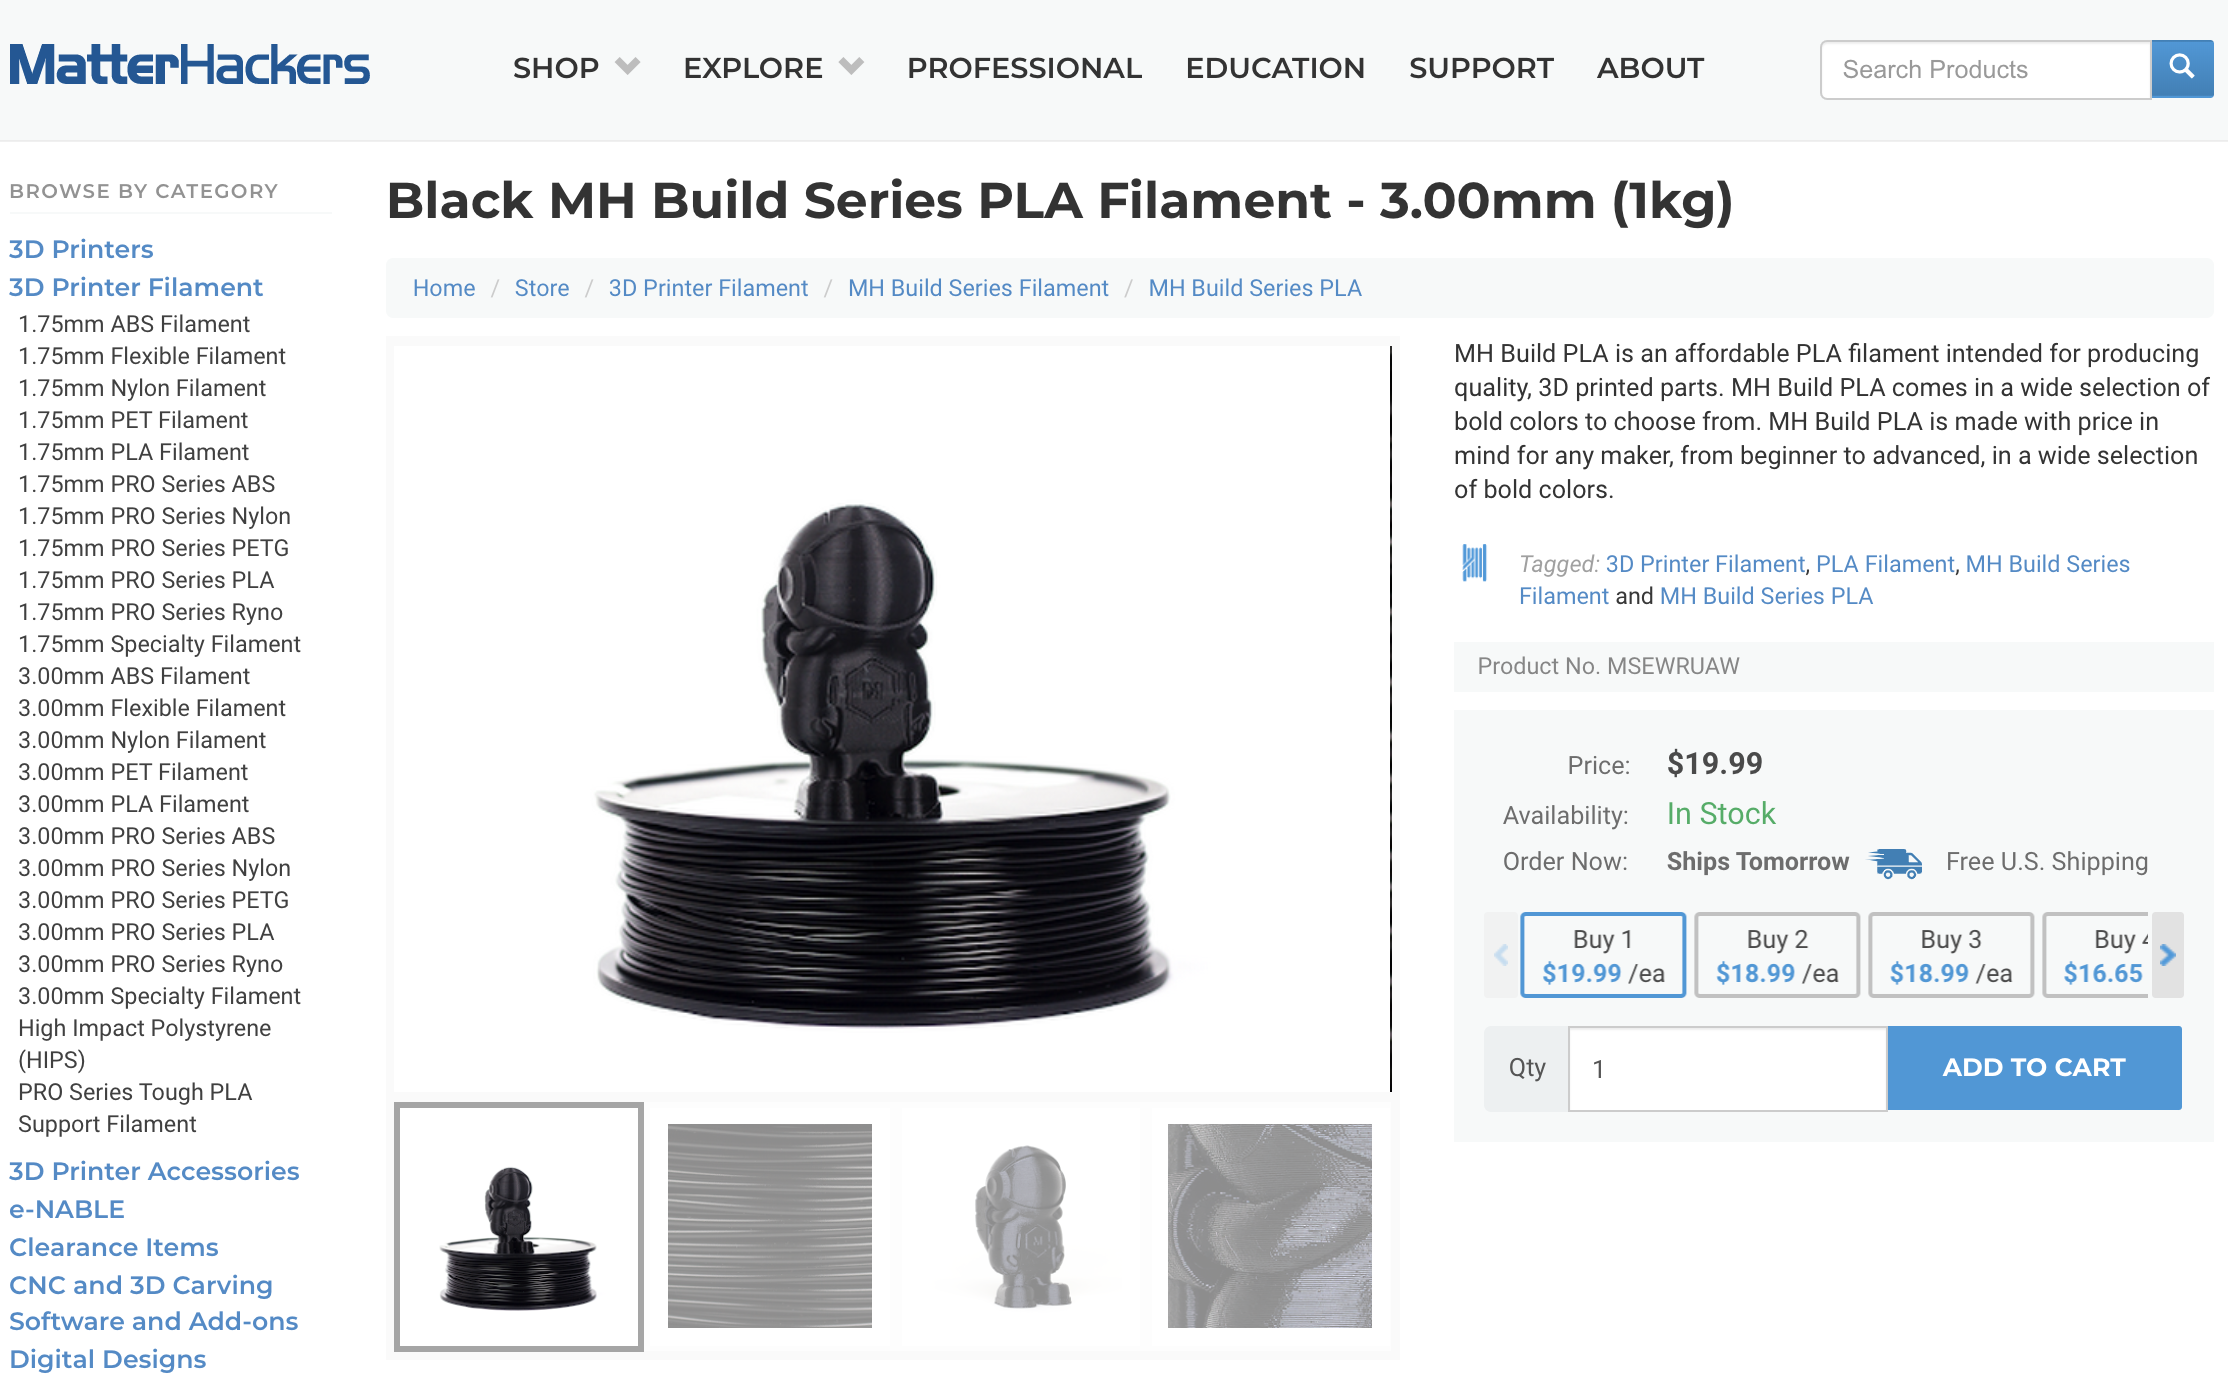 MatterHackers
SHOP
EXPLORE
PROFESSIONAL
EDUCATION
SUPPORT
ABOUT
Search Products
BROWSE BY CATEGORY
3D Printers
3D Printer Filament
1.75mm ABS Filament
1.75mm Flexible Filament
1.75mm Nylon Filament
1.75mm PET Filament
1.75mm PLA Filament
1.75mm PRO Series ABS
1.75mm PRO Series Nylon
1.75mm PRO Series PETG
1.75mm PRO Series PLA
1.75mm PRO Series Ryno
1.75mm Specialty Filament
3.00mm ABS Filament
3.00mm Flexible Filament
3.00mm Nylon Filament
3.00mm PET Filament
3.00mm PLA Filament
3.00mm PRO Series ABS
3.00mm PRO Series Nylon
3.00mm PRO Series PETG
3.00mm PRO Series PLA
3.00mm PRO Series Ryno
3.00mm Specialty Filament
High Impact Polystyrene
(HIPS)
PRO Series Tough PLA
Support Filament
3D Printer Accessories
e-NABLE
Clearance Items
CNC and 3D Carving
Software and Add-ons
Digital Designs
Black MH Build Series PLA Filament - 3.00mm (1kg)
Home / Store / 3D Printer Filament / MH Build Series Filament / MH Build Series PLA
MH Build PLA is an affordable PLA filament intended for producing
quality, 3D printed parts. MH Build PLA comes in a wide selection of
bold colors to choose from. MH Build PLA is made with price in
mind for any maker, from beginner to advanced, in a wide selection
of bold colors.
Tagged: 3D Printer Filament, PLA Filament, MH Build Series
Filament and MH Build Series PLA
Product No. MSEWRUAW
Price: $19.99
Availability: In Stock
Order Now: Ships Tomorrow Free U.S. Shipping
Buy 1
$19.99 /ea
Buy 2
$18.99 /ea
Buy 3
$18.99 /ea
Buy
$16.65
Qty
1
ADD TO CART